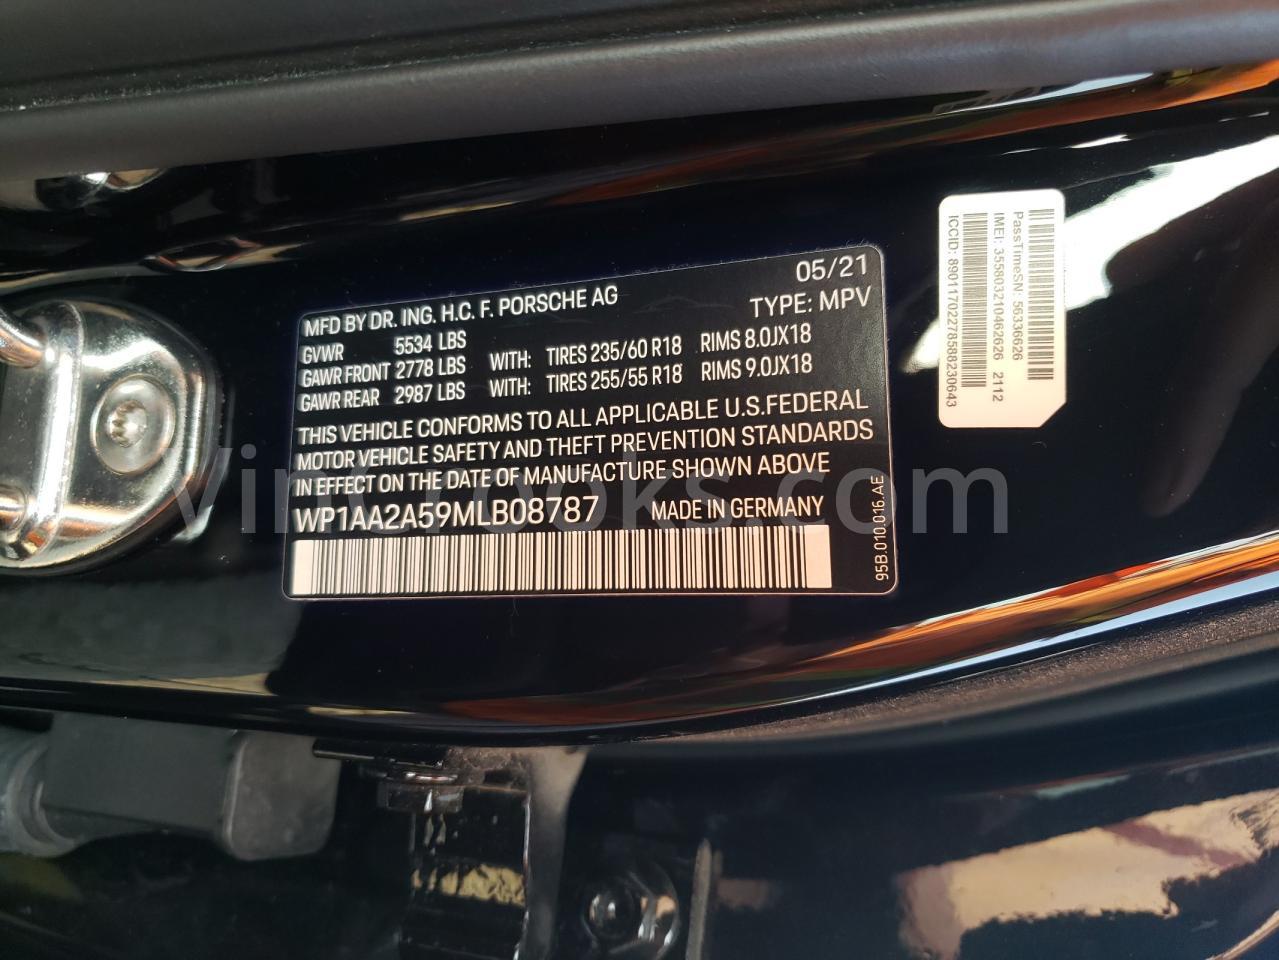 05/21
MFD BY DR. ING. H.C. F. PORSCHE AG
TYPE: MPV
GVWR 5534 LBS
GAWR FRONT 2778 LBS WITH: TIRES 235/60 R18 RIMS 8.0JX18
GAWR REAR 2987 LBS WITH: TIRES 255/55 R18 RIMS 9.0JX18
THIS VEHICLE CONFORMS TO ALL APPLICABLE U.S.FEDERAL
MOTOR VEHICLE SAFETY AND THEFT PREVENTION STANDARDS
IN EFFECT ON THE DATE OF MANUFACTURE SHOWN ABOVE
WP1AA2A59MLB08787 MADE IN GERMANY
95B.010.016.AE
PassTimeSN: 56336626
IMEI: 355803210462626 2112
ICCID: 89011702278588230643
VinCrooks.com